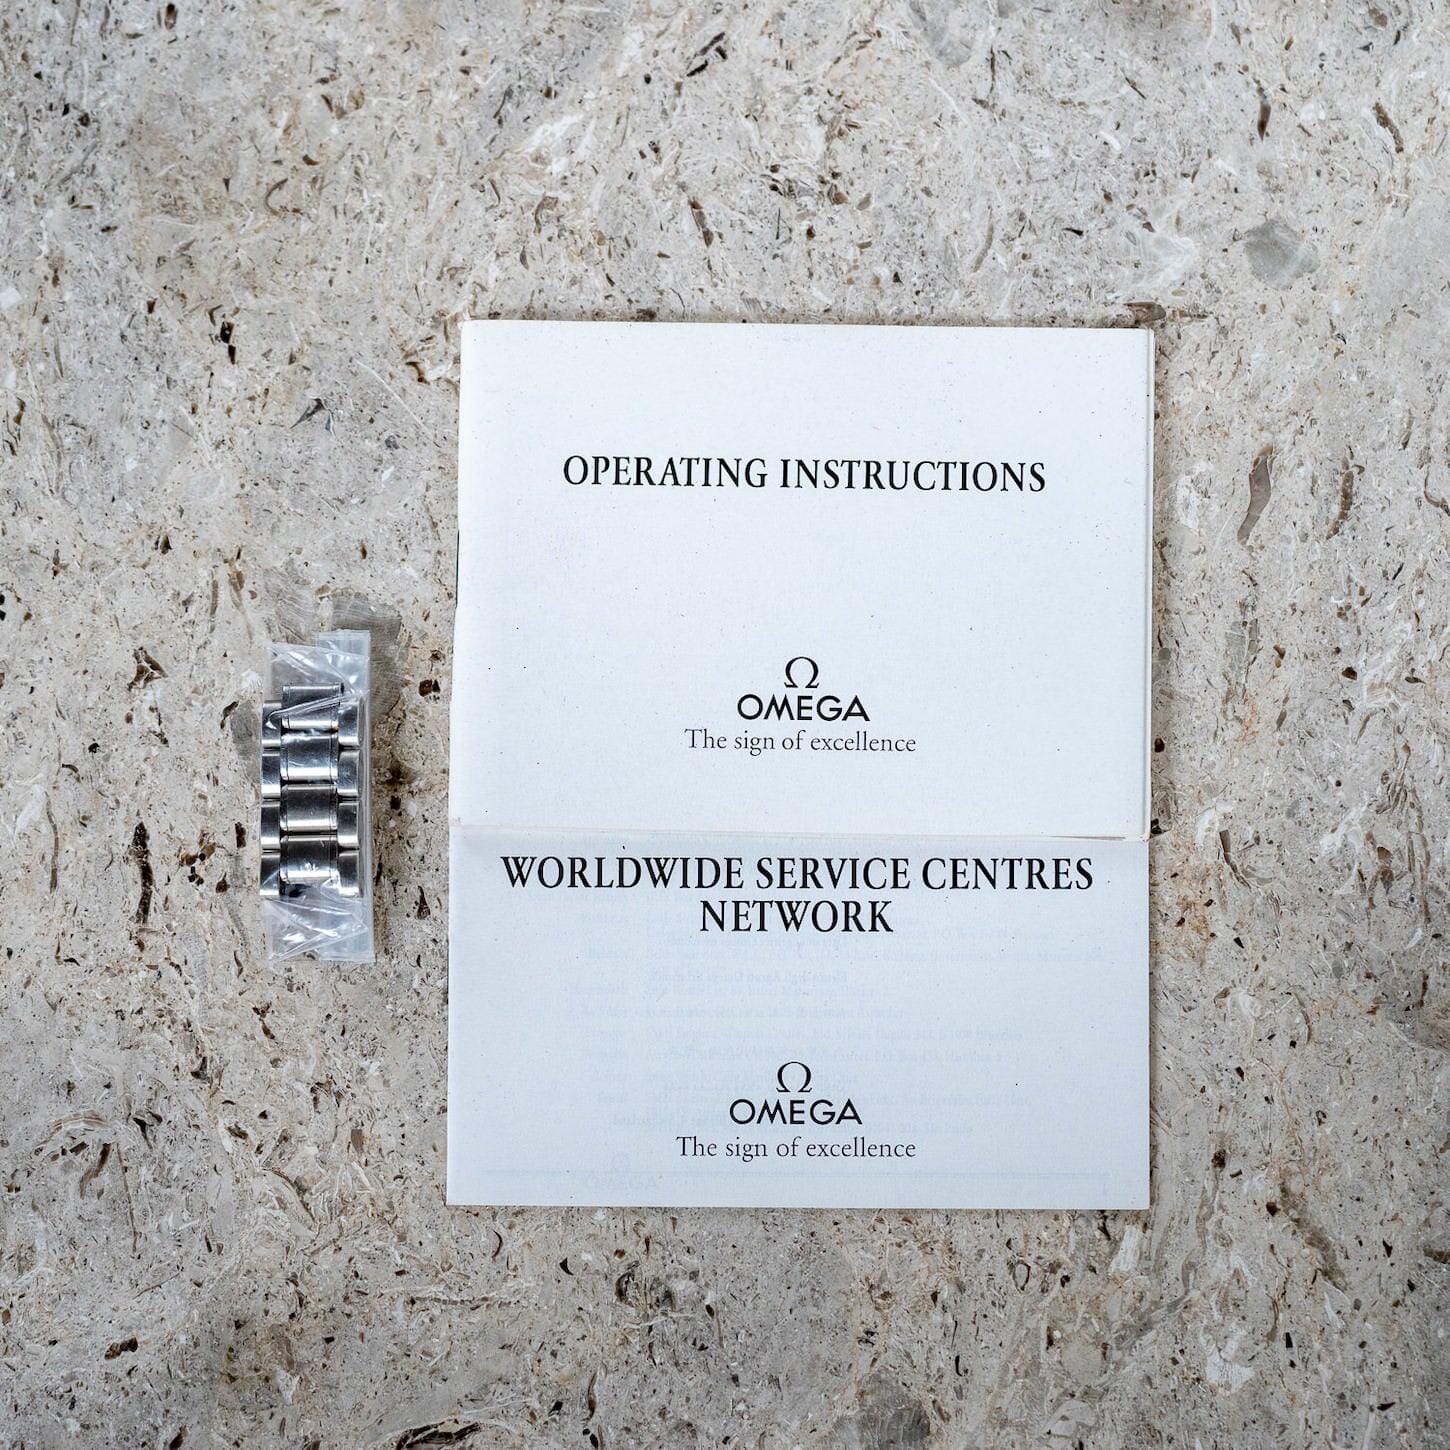 OPERATING INSTRUCTIONS
Ω
OMEGA
The sign of excellence
WORLDWIDE SERVICE CENTRES
NETWORK
Ω
OMEGA
The sign of excellence